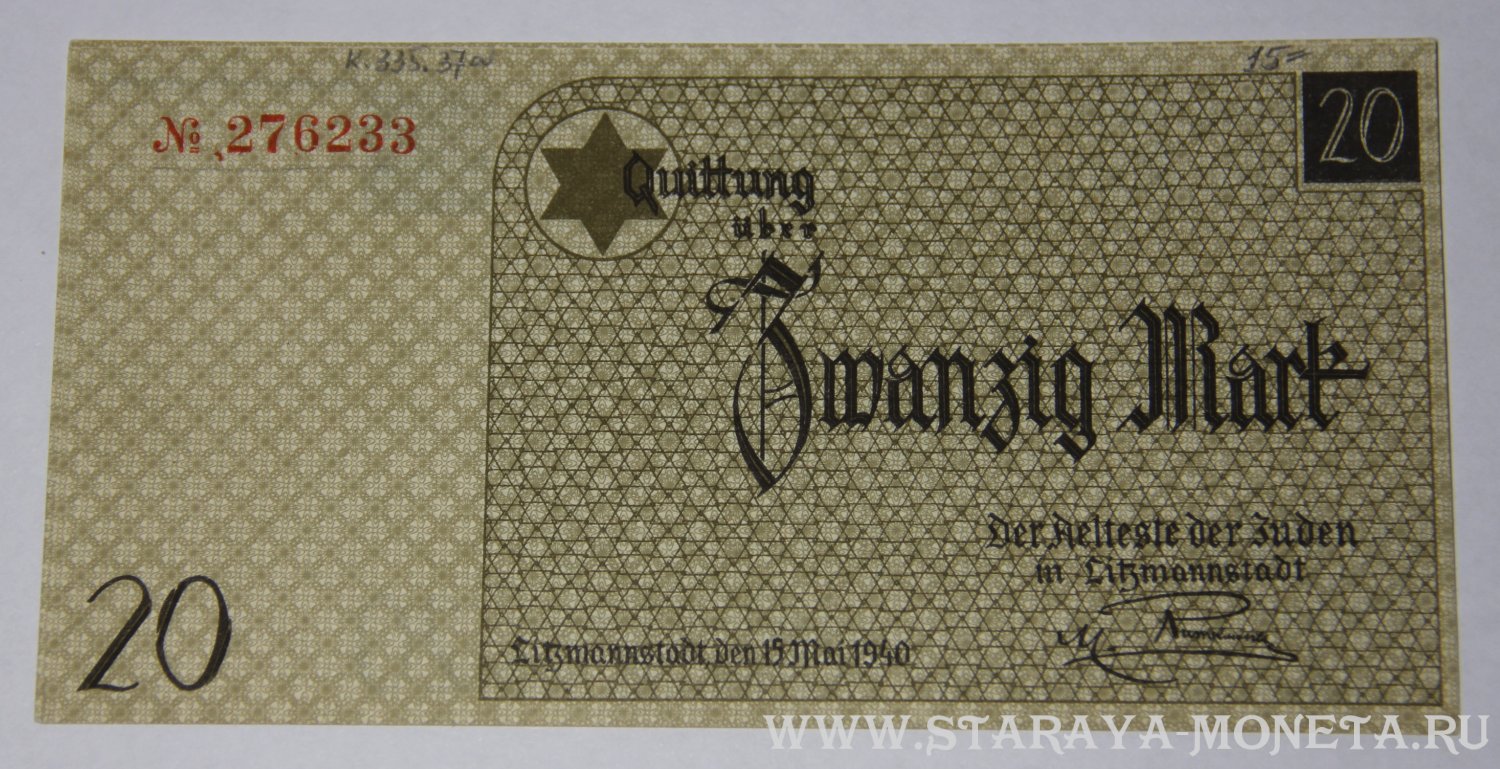 K. 335. 37a
15=
№ 276233
20
Quittung
über
Zwanzig Mark
Der Aelteste der Juden
in Litzmannstadt
Litzmannstadt, den 15. Mai 1940
20
WWW.STARAYA-MONETA.RU